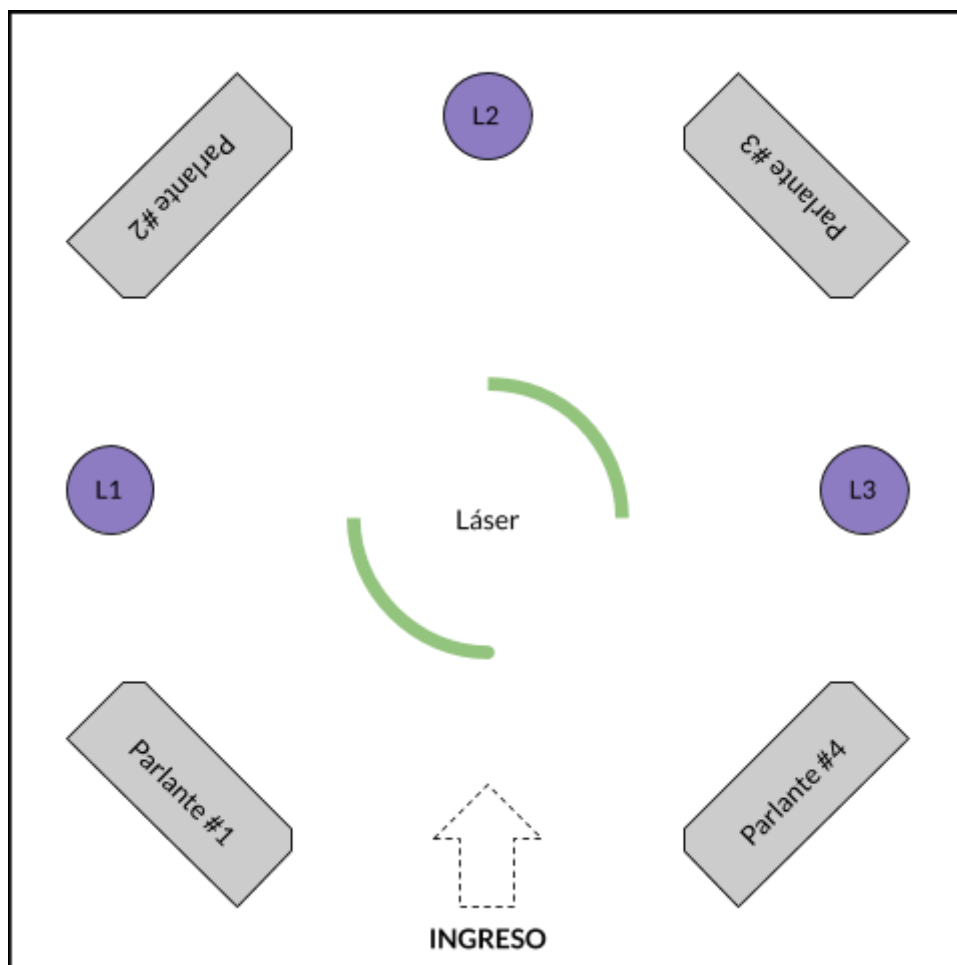 L2
Parlante #2
Parlante #3
L1
Láser
L3
Parlante #1
Parlante #4
INGRESO